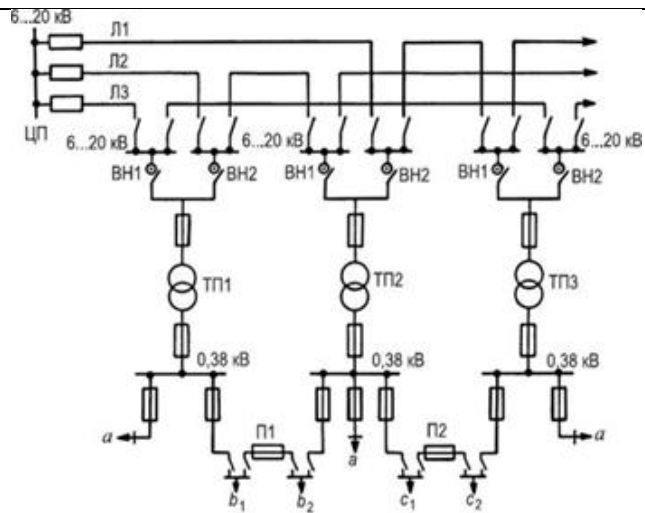 6...20 кВ
Л1
Л2
Л3
ЦП
6...20 кВ
6...20 кВ
6...20 кВ
ВН1
ВН2
ВН1
ВН2
ВН1
ВН2
ТП1
ТП2
ТП3
0,38 кВ
0,38 кВ
0,38 кВ
П1
П2
a
a
a
b1
b2
c1
c2